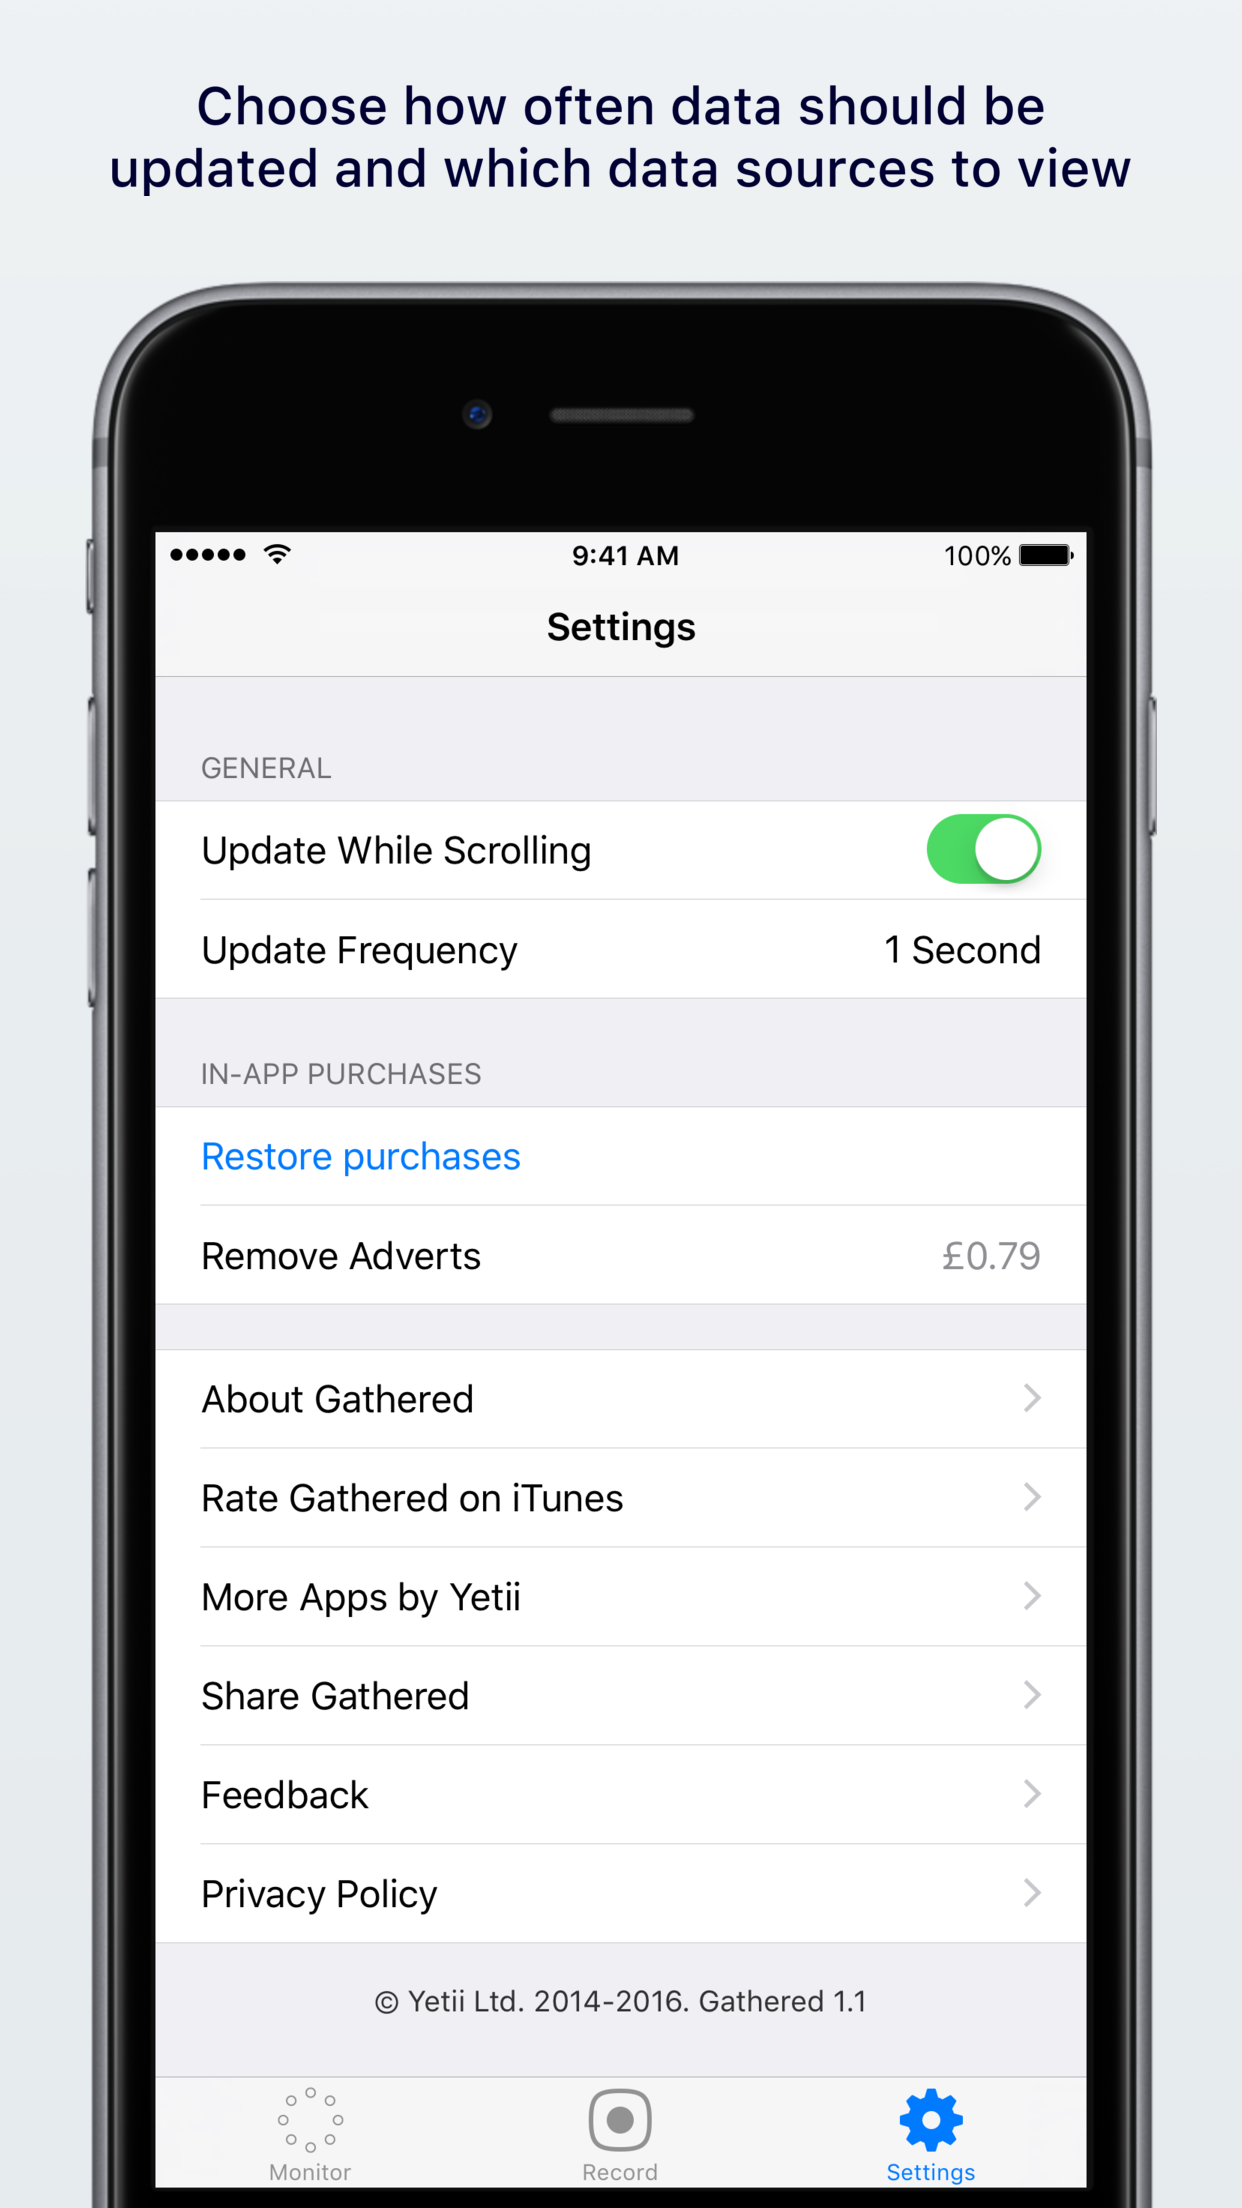 Choose how often data should be
updated and which data sources to view
9:41 AM
100%
Settings
GENERAL
Update While Scrolling
Update Frequency 1 Second
IN-APP PURCHASES
Restore purchases
Remove Adverts £0.79
About Gathered
Rate Gathered on iTunes
More Apps by Yetii
Share Gathered
Feedback
Privacy Policy
© Yetii Ltd. 2014-2016. Gathered 1.1
Monitor
Record
Settings